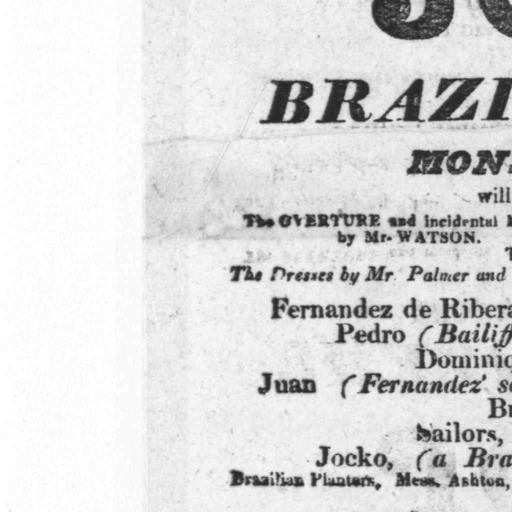 JO
BRAZI
MONS
will
The OVERTURE and incidental
by Mr. WATSON.
T
The Dresses by Mr. Palmer and
Fernandez de Ribera
Pedro (Bailiff
Dominiq
Juan (Fernandez' s
Br
Sailors,
Jocko, (a Bra
Brazilian Planters, Mess. Ashton,